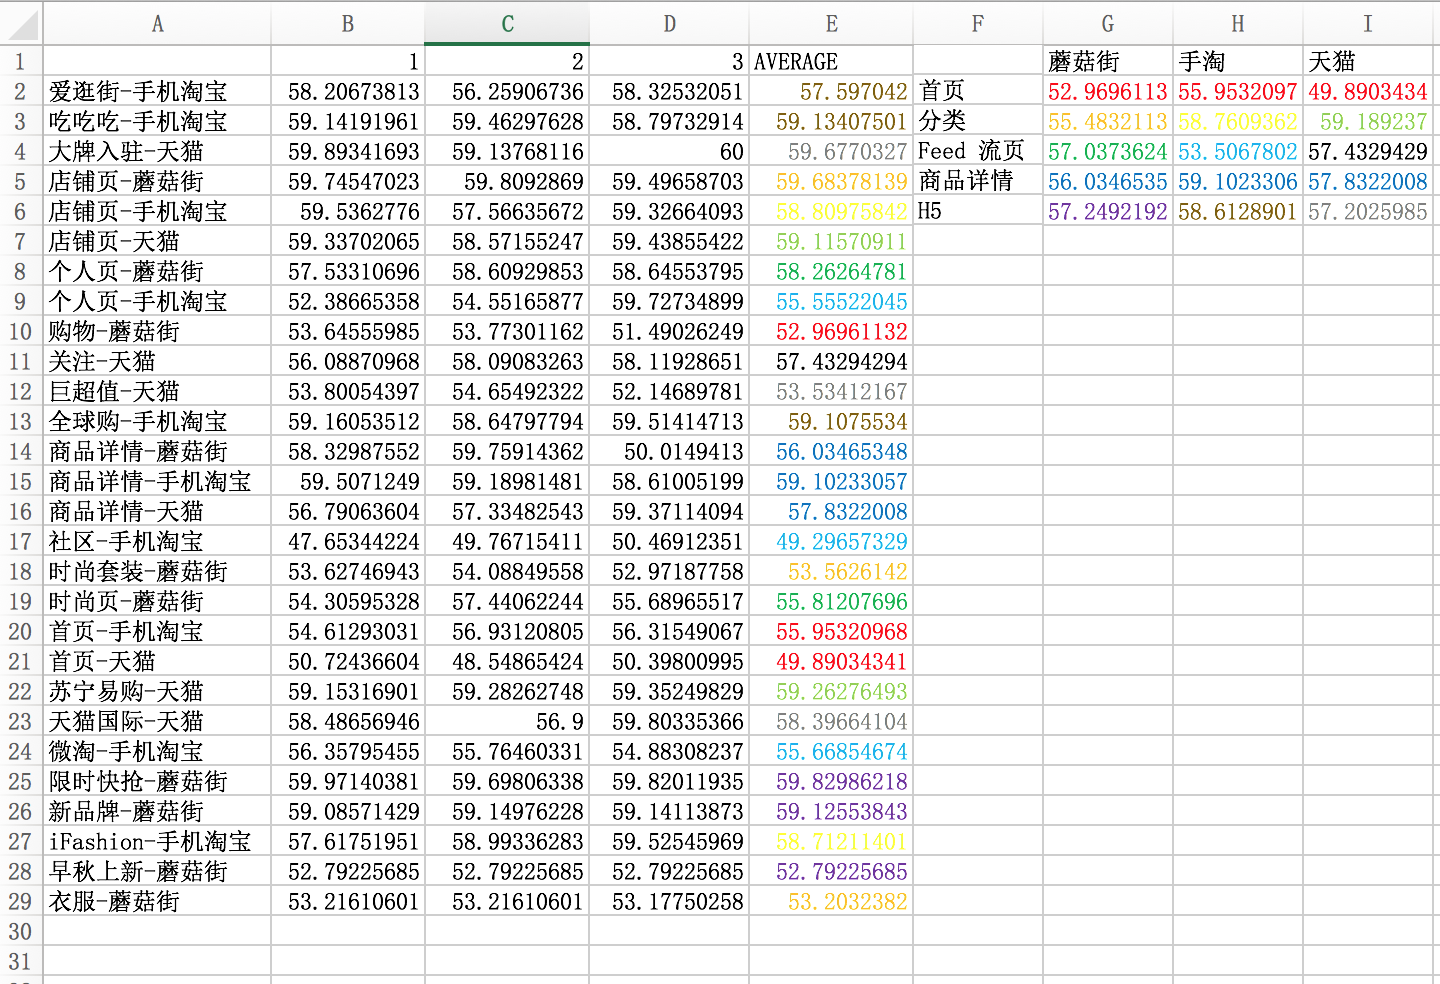 A B C D E F G H I
1 1 2 3 AVERAGE 蘑菇街 手淘 天猫
2 爱逛街-手机淘宝 58.20673813 56.25906736 58.32532051 57.597042 首页 52.9696113 55.9532097 49.8903434
3 吃吃吃-手机淘宝 59.14191961 59.46297628 58.79732914 59.13407501 分类 55.4832113 58.7609362 59.189237
4 大牌入驻-天猫 59.89341693 59.13768116 60 59.6770327 Feed 流页 57.0373624 53.5067802 57.4329429
5 店铺页-蘑菇街 59.74547023 59.8092869 59.49658703 59.68378139 商品详情 56.0346535 59.1023306 57.8322008
6 店铺页-手机淘宝 59.5362776 57.56635672 59.32664093 58.80975842 H5 57.2492192 58.6128901 57.2025985
7 店铺页-天猫 59.33702065 58.57155247 59.43855422 59.11570911
8 个人页-蘑菇街 57.53310696 58.60929853 58.64553795 58.26264781
9 个人页-手机淘宝 52.38665358 54.55165877 59.72734899 55.55522045
10 购物-蘑菇街 53.64555985 53.77301162 51.49026249 52.96961132
11 关注-天猫 56.08870968 58.09083263 58.11928651 57.43294294
12 巨超值-天猫 53.80054397 54.65492322 52.14689781 53.53412167
13 全球购-手机淘宝 59.16053512 58.64797794 59.51414713 59.1075534
14 商品详情-蘑菇街 58.32987552 59.75914362 50.0149413 56.03465348
15 商品详情-手机淘宝 59.5071249 59.18981481 58.61005199 59.10233057
16 商品详情-天猫 56.79063604 57.33482543 59.37114094 57.8322008
17 社区-手机淘宝 47.65344224 49.76715411 50.46912351 49.29657329
18 时尚套装-蘑菇街 53.62746943 54.08849558 52.97187758 53.5626142
19 时尚页-蘑菇街 54.30595328 57.44062244 55.68965517 55.81207696
20 首页-手机淘宝 54.61293031 56.93120805 56.31549067 55.95320968
21 首页-天猫 50.72436604 48.54865424 50.39800995 49.89034341
22 苏宁易购-天猫 59.15316901 59.28262748 59.35249829 59.26276493
23 天猫国际-天猫 58.48656946 56.9 59.80335366 58.39664104
24 微淘-手机淘宝 56.35795455 55.76460331 54.88308237 55.66854674
25 限时快抢-蘑菇街 59.97140381 59.69806338 59.82011935 59.82986218
26 新品牌-蘑菇街 59.08571429 59.14976228 59.14113873 59.12553843
27 iFashion-手机淘宝 57.61751951 58.99336283 59.52545969 58.71211401
28 早秋上新-蘑菇街 52.79225685 52.79225685 52.79225685 52.79225685
29 衣服-蘑菇街 53.21610601 53.21610601 53.17750258 53.2032382
30
31